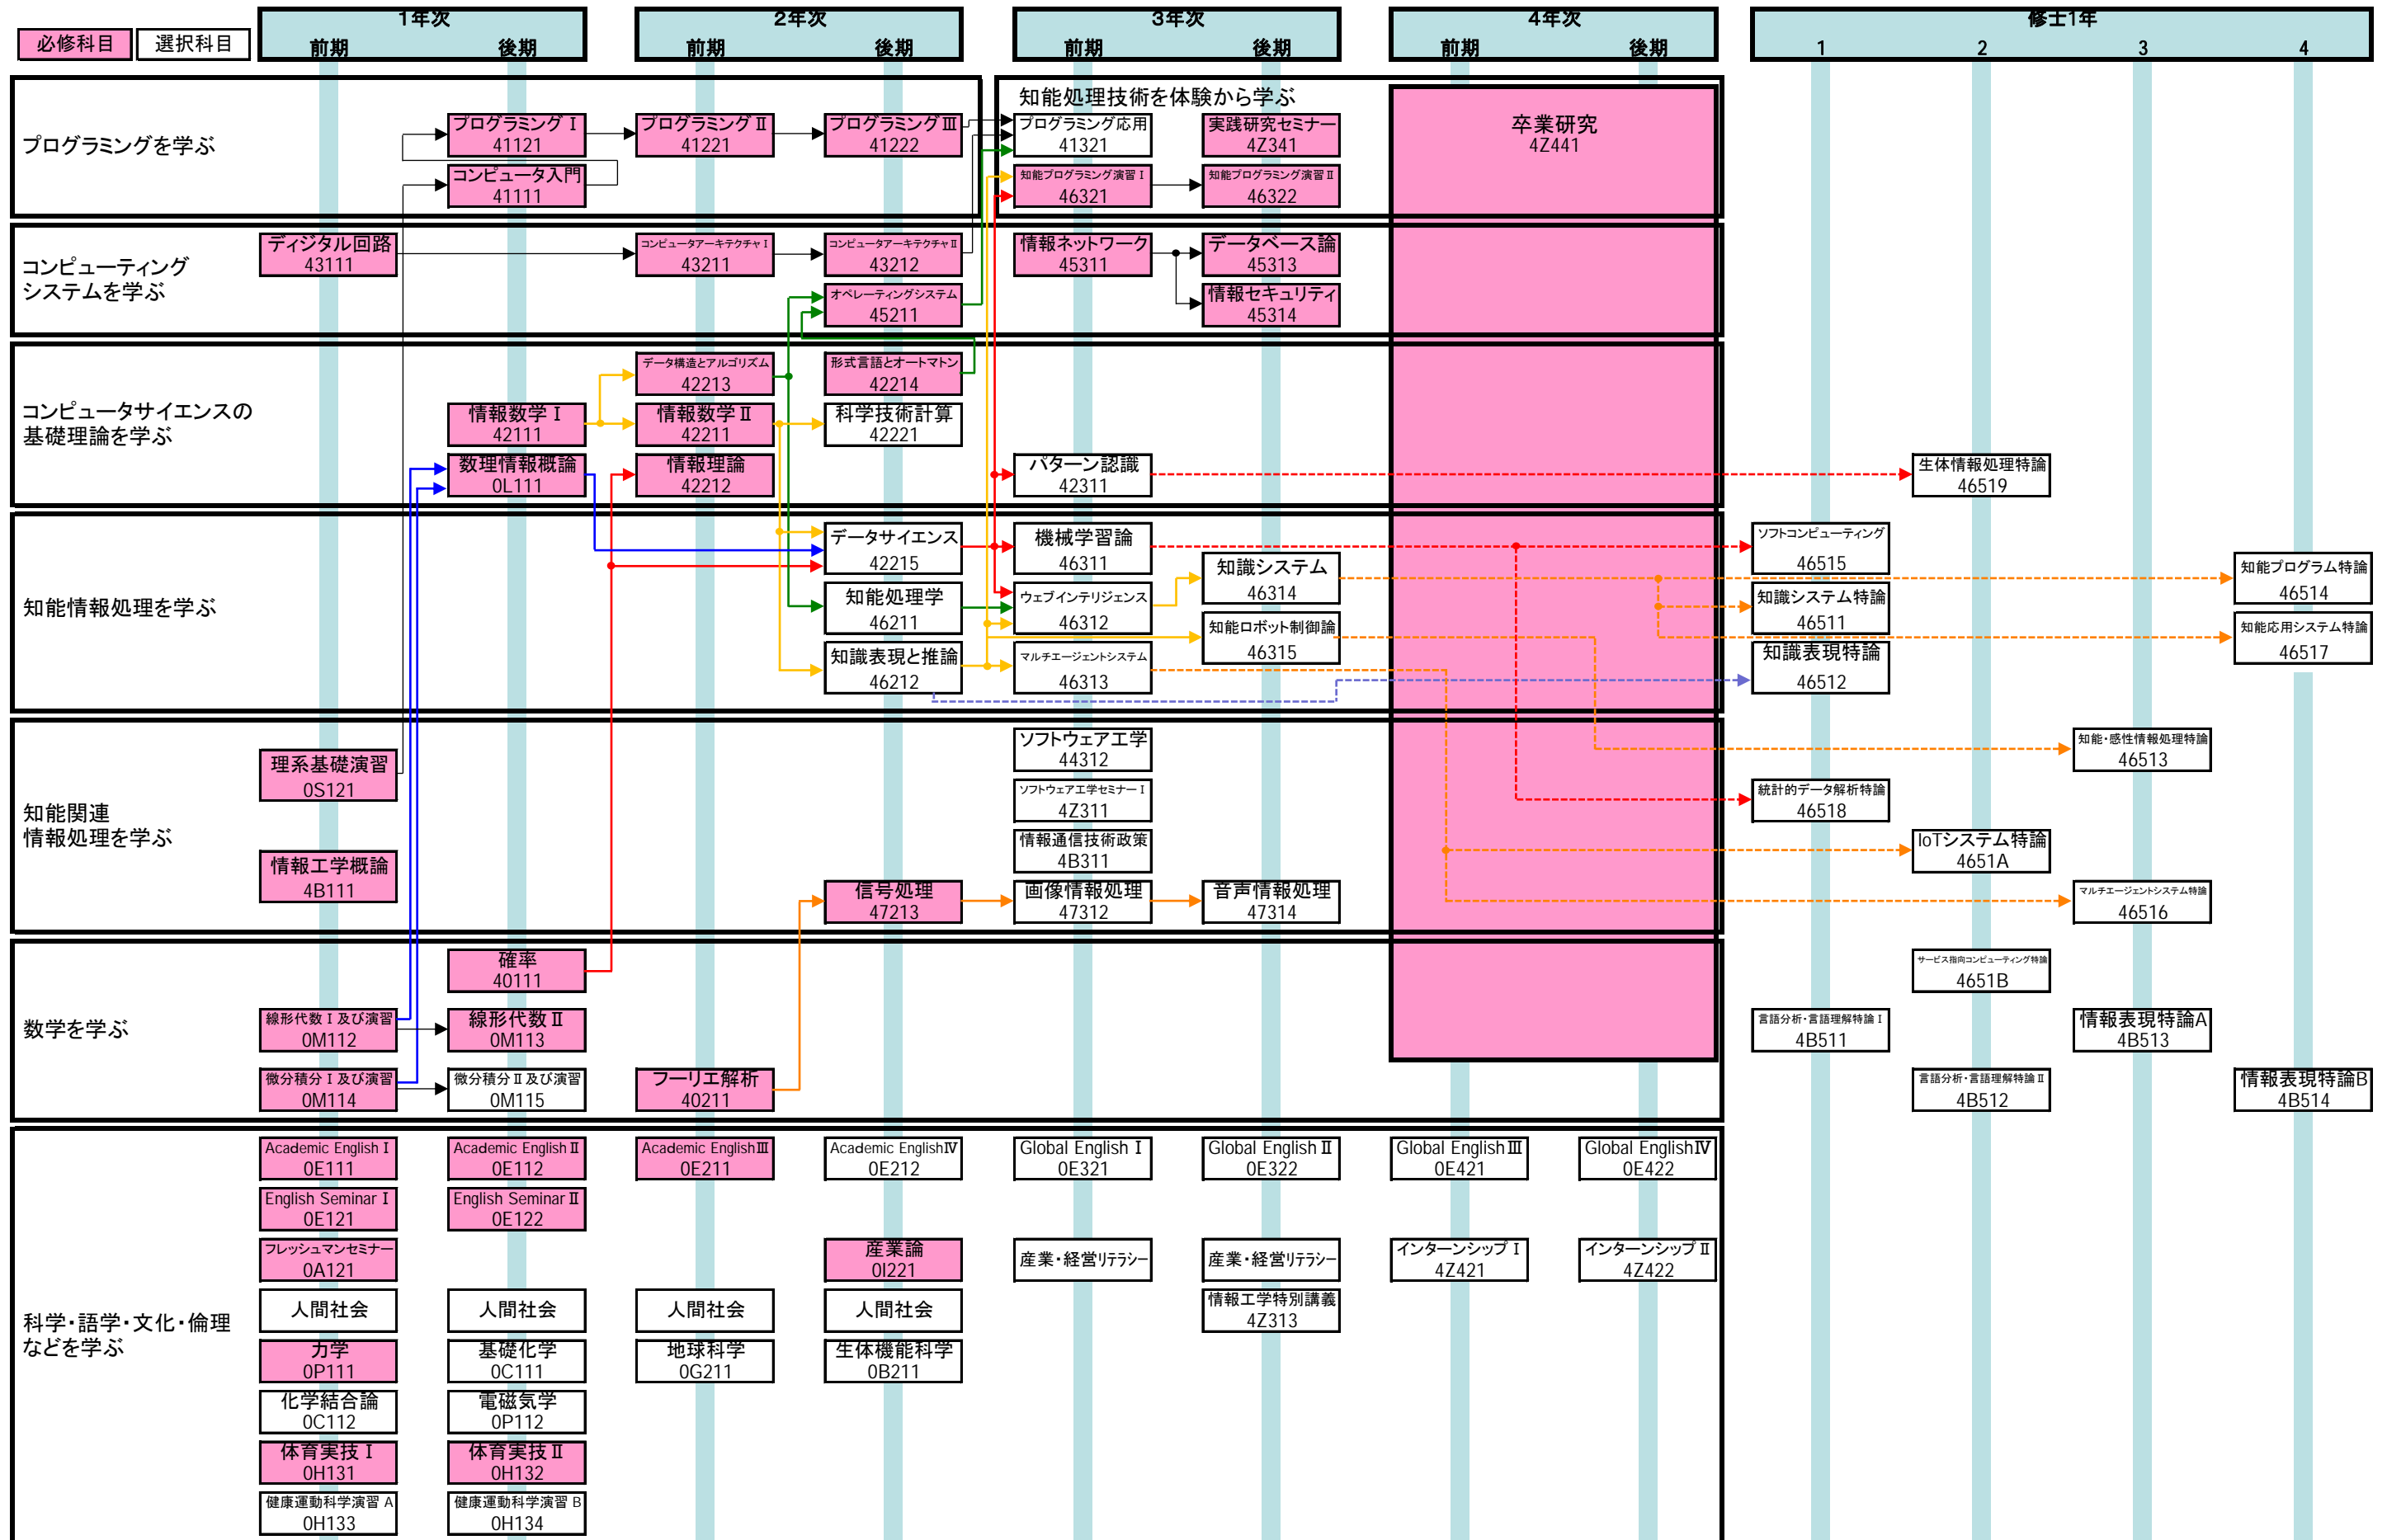 1年次
2年次
3年次
4年次
修士1年
必修科目
選択科目
前期
後期
前期
後期
前期
後期
前期
後期
1
2
3
4
プログラミングを学ぶ
知能処理技術を体験から学ぶ
プログラミングⅠ
41121
プログラミングⅡ
41221
プログラミングⅢ
41222
プログラミング応用
41321
実践研究セミナー
4Z341
卒業研究
4Z441
コンピュータ入門
41111
知能プログラミング演習Ⅰ
46321
知能プログラミング演習Ⅱ
46322
コンピューティング
システムを学ぶ
ディジタル回路
43111
コンピュータアーキテクチャⅠ
43211
コンピュータアーキテクチャⅡ
43212
情報ネットワーク
45311
データベース論
45313
オペレーティングシステム
45211
情報セキュリティ
45314
コンピュータサイエンスの
基礎理論を学ぶ
データ構造とアルゴリズム
42213
形式言語とオートマトン
42214
情報数学Ⅰ
42111
情報数学Ⅱ
42211
科学技術計算
42221
数理情報概論
0L111
情報理論
42212
パターン認識
42311
生体情報処理特論
46519
知能情報処理を学ぶ
データサイエンス
42215
機械学習論
46311
知識システム
46314
ソフトコンピューティング
46515
知能プログラム特論
46514
知能処理学
46211
ウェブインテリジェンス
46312
知識システム特論
46511
知能ロボット制御論
46315
知能応用システム特論
46517
知識表現と推論
46212
マルチエージェントシステム
46313
知識表現特論
46512
知能関連
情報処理を学ぶ
理系基礎演習
0S121
ソフトウェア工学
44312
知能・感性情報処理特論
46513
ソフトウェア工学セミナーⅠ
4Z311
統計的データ解析特論
46518
情報工学概論
4B111
情報通信技術政策
4B311
IoTシステム特論
4651A
信号処理
47213
画像情報処理
47312
音声情報処理
47314
マルチエージェントシステム特論
46516
数学を学ぶ
確率
40111
サービス指向コンピューティング特論
4651B
線形代数Ⅰ及び演習
0M112
線形代数Ⅱ
0M113
言語分析・言語理解特論Ⅰ
4B511
情報表現特論A
4B513
微分積分Ⅰ及び演習
0M114
微分積分Ⅱ及び演習
0M115
フーリエ解析
40211
言語分析・言語理解特論Ⅱ
4B512
情報表現特論B
4B514
科学・語学・文化・倫理
などを学ぶ
Academic EnglishⅠ
0E111
Academic EnglishⅡ
0E112
Academic EnglishⅢ
0E211
Academic EnglishⅣ
0E212
Global EnglishⅠ
0E321
Global EnglishⅡ
0E322
Global EnglishⅢ
0E421
Global EnglishⅣ
0E422
English SeminarⅠ
0E121
English SeminarⅡ
0E122
フレッシュマンセミナー
0A121
産業論
0I221
産業・経営リテラシー
産業・経営リテラシー
インターンシップⅠ
4Z421
インターンシップⅡ
4Z422
人間社会
人間社会
人間社会
人間社会
情報工学特別講義
4Z313
力学
0P111
基礎化学
0C111
地球科学
0G211
生体機能科学
0B211
化学結合論
0C112
電磁気学
0P112
体育実技Ⅰ
0H131
体育実技Ⅱ
0H132
健康運動科学演習 A
0H133
健康運動科学演習 B
0H134